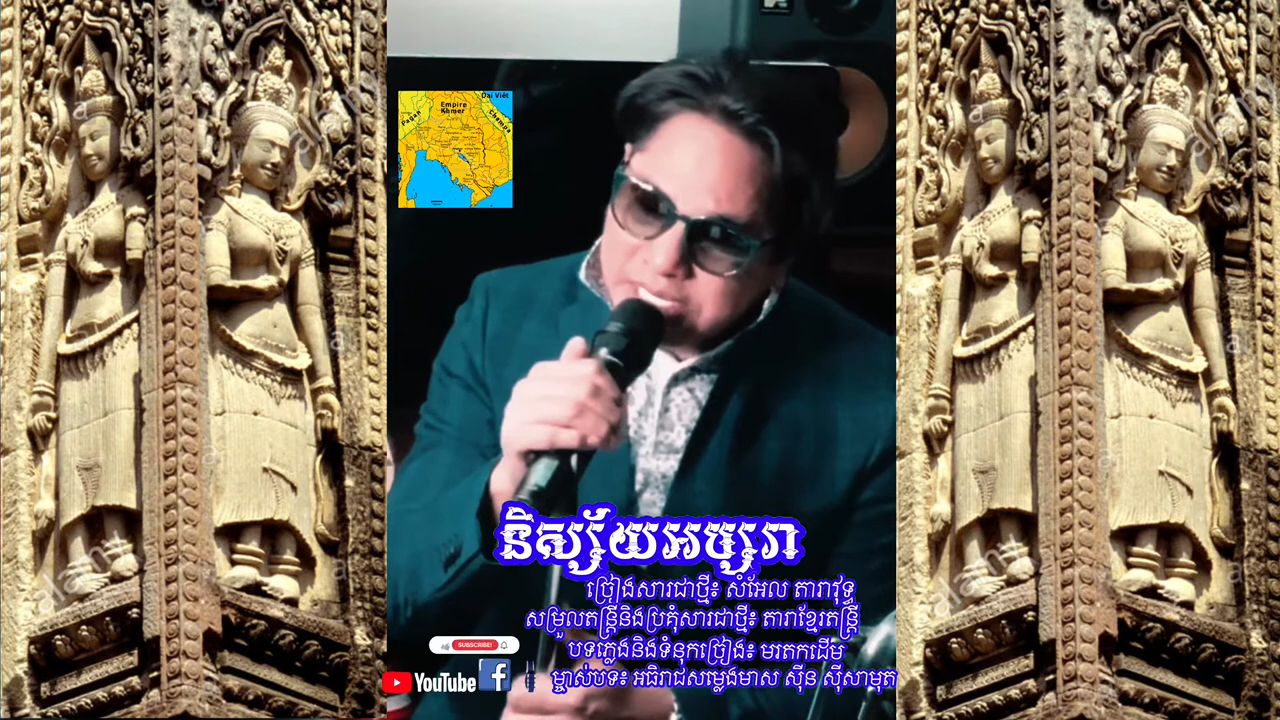 Dai Việt
Empire
Khmer
Pagan
Champa
និស្ស័យអប្សរា
ច្រៀងសារជាថ្មី៖ សំអែល តារាវុទ្ធ
សម្រួលតន្ត្រីនិងប្រគុំសារជាថ្មី៖ តារាខ្មែរតន្ត្រី
បទភ្លេងនិងទំនុកច្រៀង៖ មរតកដើម
ម្ចាស់បទ៖ អធិរាជសម្លេងមាស ស៊ីន ស៊ីសាមុត
SUBSCRIBE!
YouTube